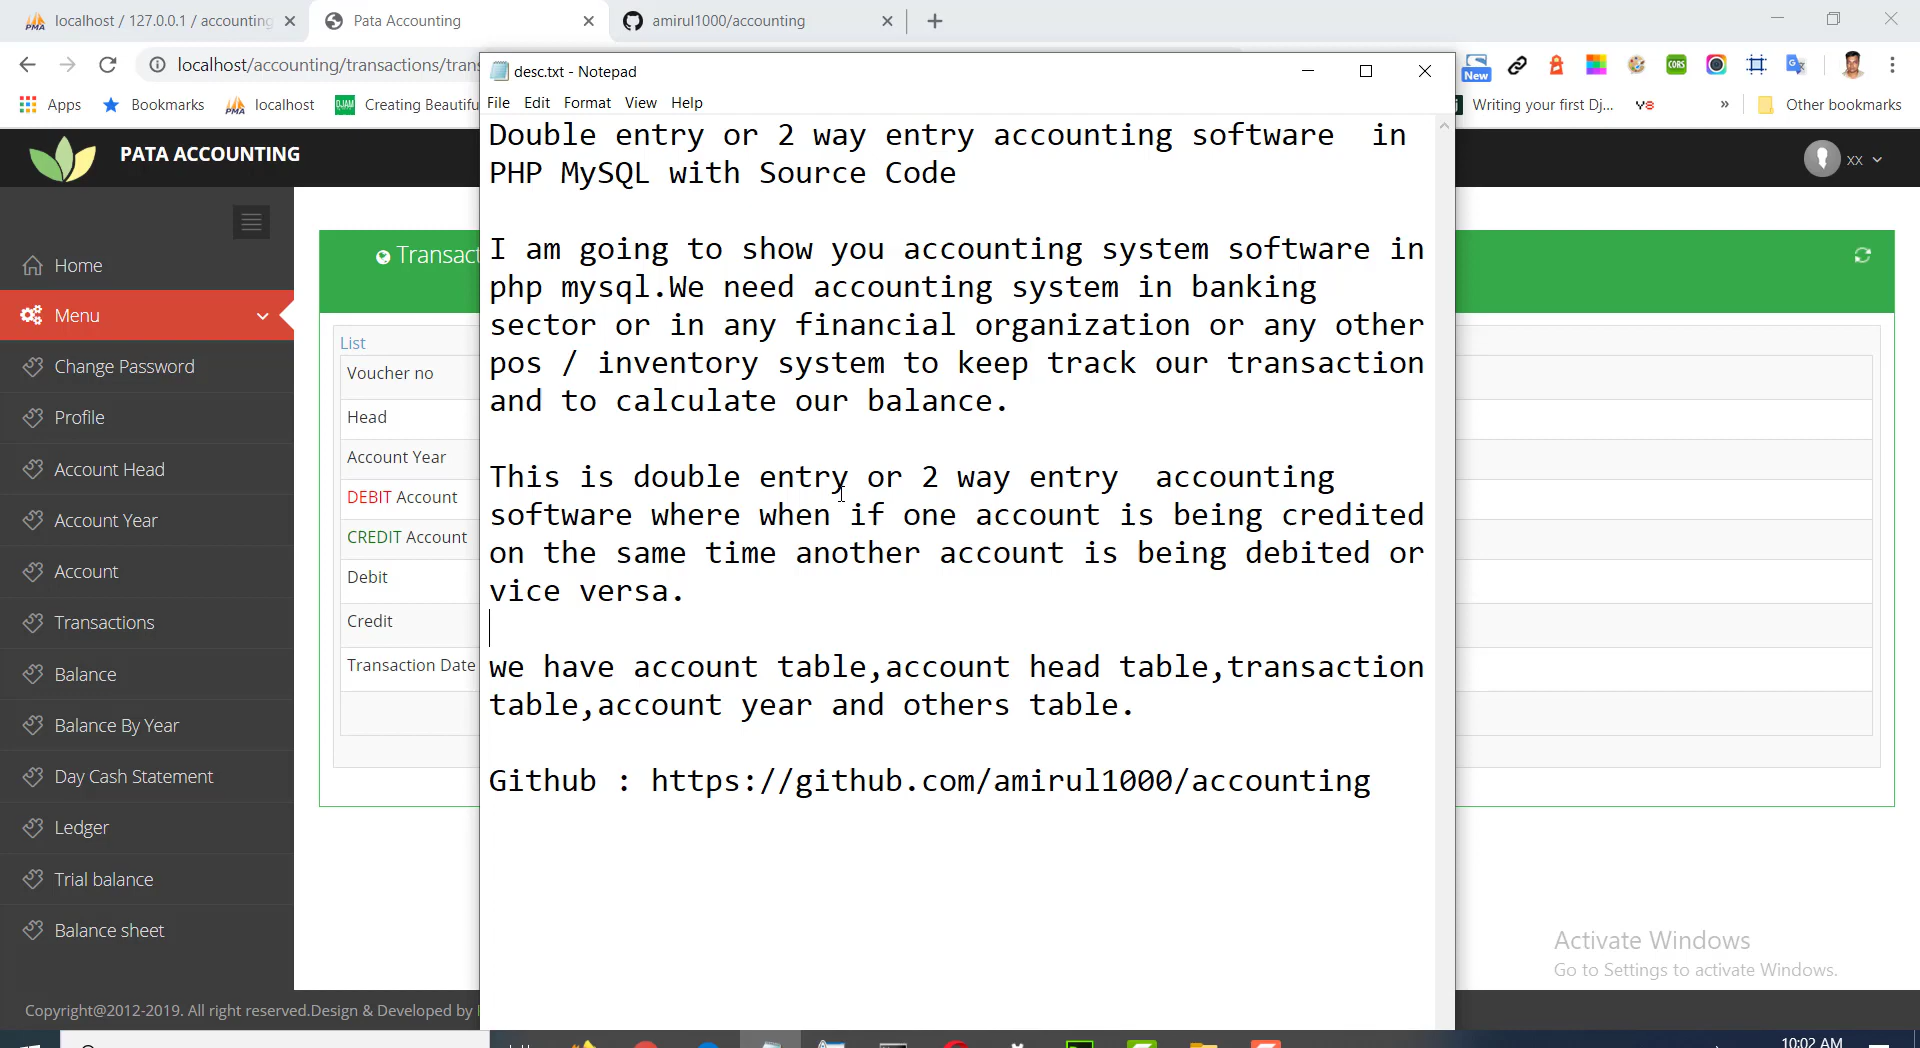 localhost / 127.0.0.1 / accounting
Pata Accounting
amirul1000/accounting
localhost/accounting/transactions/tran
New
CORS
Apps
Bookmarks
localhost
Creating Beautifu
Writing your first Dj...
»
Other bookmarks
desc.txt - Notepad
File Edit Format View Help
PATA ACCOUNTING
xx
Double entry or 2 way entry accounting software in
PHP MySQL with Source Code
I am going to show you accounting system software in
php mysql.We need accounting system in banking
sector or in any financial organization or any other
pos / inventory system to keep track our transaction
and to calculate our balance.
This is double entry or 2 way entry accounting
software where when if one account is being credited
on the same time another account is being debited or
vice versa.
we have account table,account head table,transaction
table,account year and others table.
Github : https://github.com/amirul1000/accounting
Home
Menu
Change Password
Profile
Account Head
Account Year
Account
Transactions
Balance
Balance By Year
Day Cash Statement
Ledger
Trial balance
Balance sheet
Transact
List
Voucher no
Head
Account Year
DEBIT Account
CREDIT Account
Debit
Credit
Transaction Date
Activate Windows
Go to Settings to activate Windows.
Copyright@2012-2019. All right reserved.Design & Developed by
10:02 AM